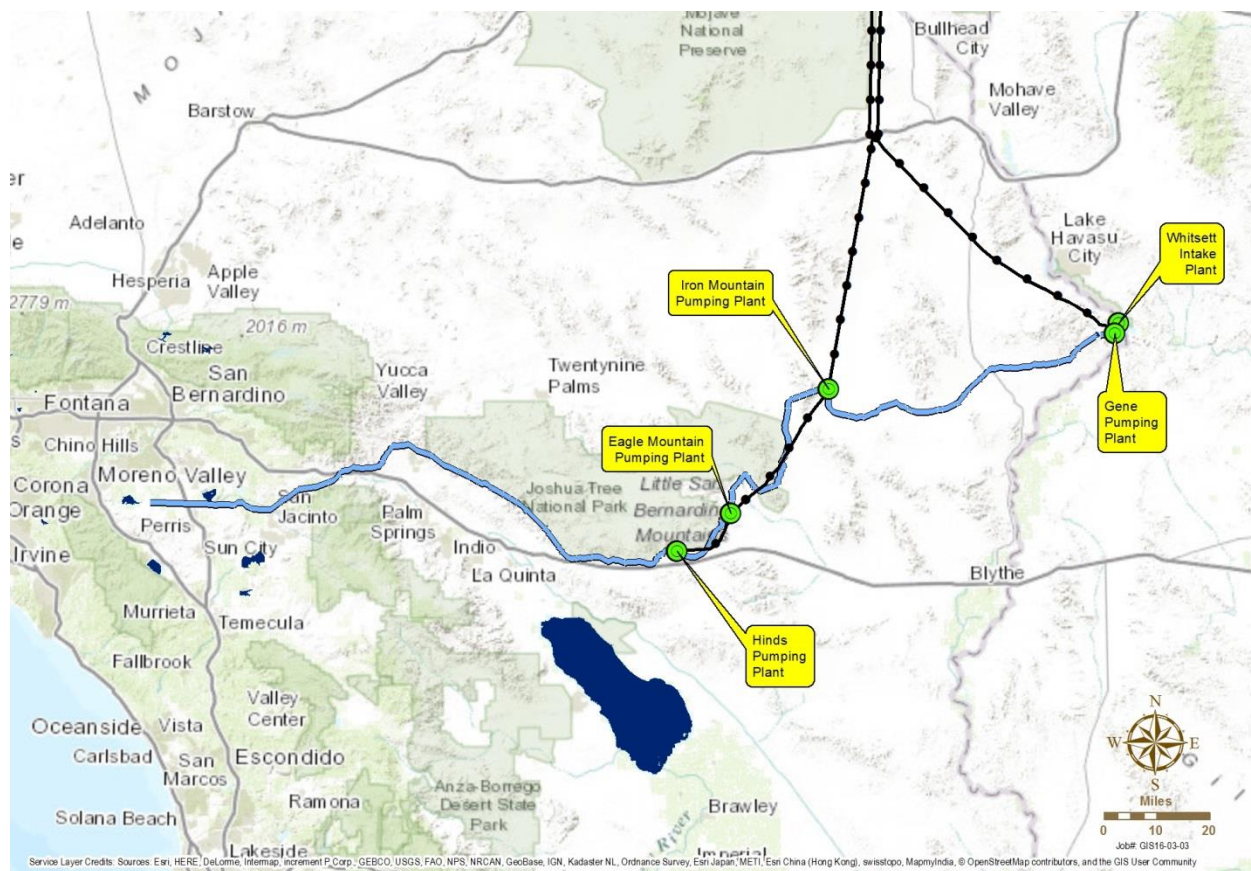 Mojave
National
Preserve
Bullhead
City
M O J
Mohave
Valley
Barstow
er
Adelanto
e
Lake
Havasu
City
Whitsett
Intake
Plant
Hesperia
Apple
Valley
Iron Mountain
Pumping Plant
2779 m
2016 m
Crestline
San
Bernardino
Yucca
Valley
Twentynine
Palms
Fontana
Gene
Pumping
Plant
s
Chino Hills
Eagle Mountain
Pumping Plant
Moreno Valley
Corona
Orange
San
Jacinto
Joshua Tree
National Park
Little San
Bernardino
Mountains
Perris
Palm
Springs
Irvine
Sun City
Indio
La Quinta
Blythe
Murrieta
Temecula
Hinds
Pumping
Plant
Fallbrook
Valley
Center
Oceanside
Vista
Carlsbad
San
Marcos
Escondido
N
W E
S
G
Anza-Borrego
Desert State
Park
Ramona
Brawley
Miles
0 10 20
Solana Beach
River
Job#: GIS16-03-03
Lakeside
Imperial
Service Layer Credits: Sources: Esri, HERE, DeLorme, Intermap, increment P Corp., GEBCO, USGS, FAO, NPS, NRCAN, GeoBase, IGN, Kadaster NL, Ordnance Survey, Esri Japan, METI, Esri China (Hong Kong), swisstopo, MapmyIndia, © OpenStreetMap contributors, and the GIS User Community